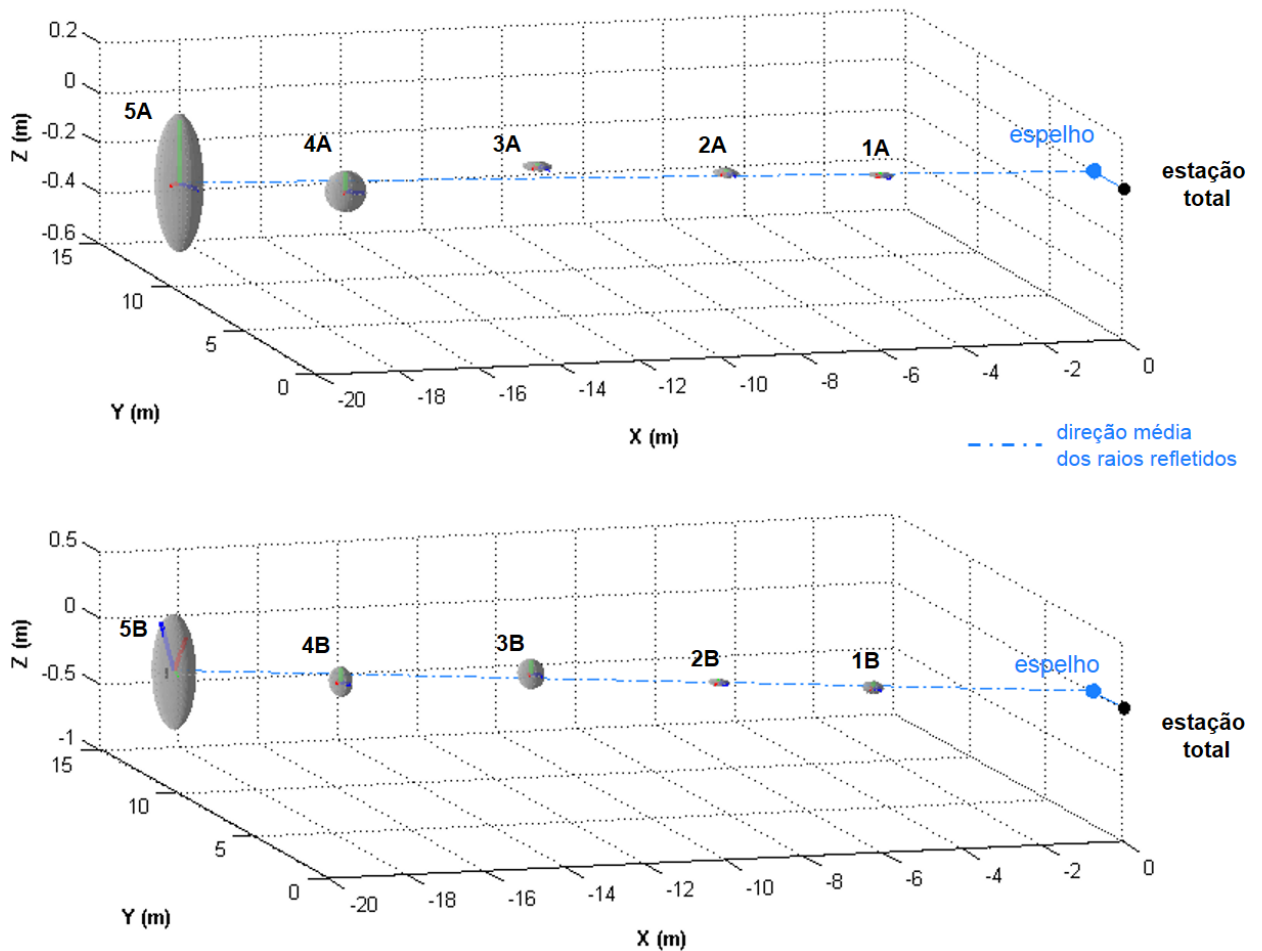 0.2
0
-0.2
-0.4
-0.6
Z (m)
5A
4A
3A
2A
1A
espelho
estação
total
15
10
5
0
Y (m)
-20
-18
-16
-14
-12
-10
-8
-6
-4
-2
0
X (m)
direção média
dos raios refletidos
0.5
0
-0.5
-1
Z (m)
5B
4B
3B
2B
1B
espelho
estação
total
15
10
5
0
Y (m)
-20
-18
-16
-14
-12
-10
-8
-6
-4
-2
0
X (m)